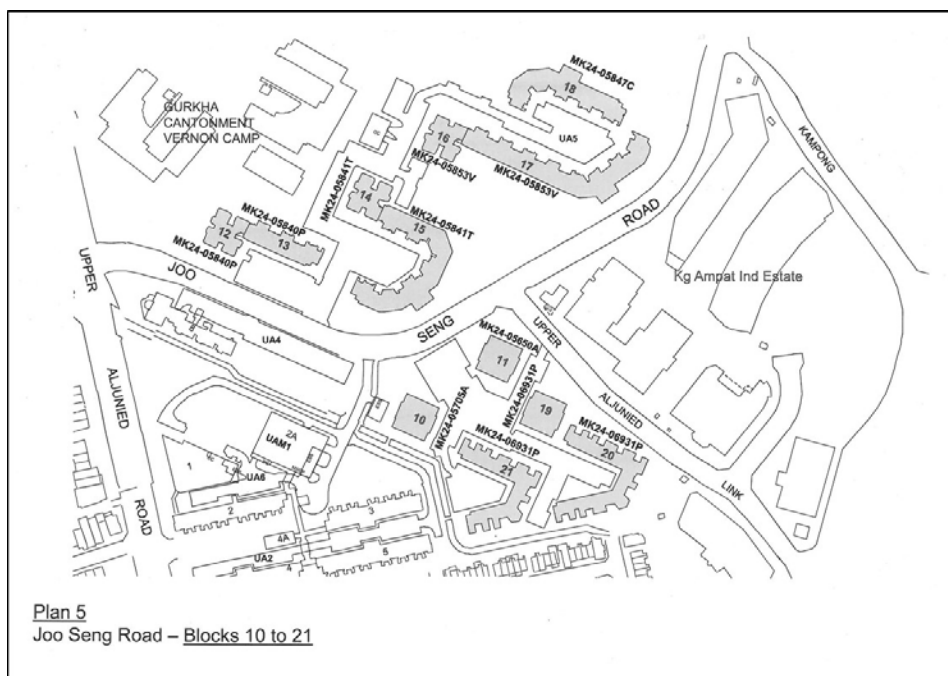 MK24-05847C
18
GURKHA
CANTONMENT
VERNON CAMP
16
UA5
17
MK24-05853V
MK24-05853V
MK24-05841T
14
MK24-05841T
15
MK24-05840P
12
13
MK24-05840P
KAMPONG
ROAD
UPPER
JOO
SENG
Kg Ampat Ind Estate
UA4
MK24-05650A
11
UPPER
ALJUNIED
LINK
MK24-06931P
MK24-05705A
10
19
MK24-06931P
MK24-06931P
20
21
ALJUNIED
ROAD
2A
UAM1
1
UA6
2
3
4A
UA2
4
5
Plan 5
Joo Seng Road – Blocks 10 to 21